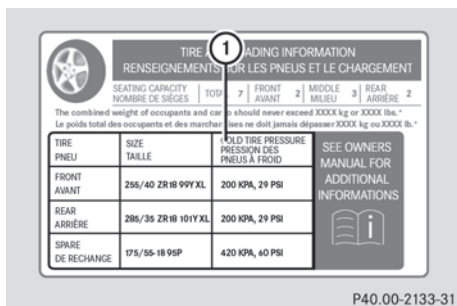 1
TIRE A ADING INFORMATION
RENSEIGNEMENTS SUR LES PNEUS ET LE CHARGEMENT
SEATING CAPACITY
NOMBRE DE SIÈGES
TOTAL 7
FRONT
AVANT 2
MIDDLE
MILIEU 3
REAR
ARRIÈRE 2
The combined weight of occupants and cargo should never exceed XXXX kg or XXXX lbs.*
Le poids total des occupants et des marchandises ne doit jamais dépasser XXXX kg ou XXXX lb.*
TIRE
PNEU
SIZE
TAILLE
COLD TIRE PRESSURE
PRESSION DES
PNEUS À FROID
SEE OWNERS
MANUAL FOR
ADDITIONAL
INFORMATIONS
FRONT
AVANT
255/40 ZR18 99Y XL
200 KPA, 29 PSI
REAR
ARRIÈRE
285/35 ZR18 101Y XL
200 KPA, 29 PSI
SPARE
DE RECHANGE
175/55-18 95P
420 KPA, 60 PSI
i
P40.00-2133-31